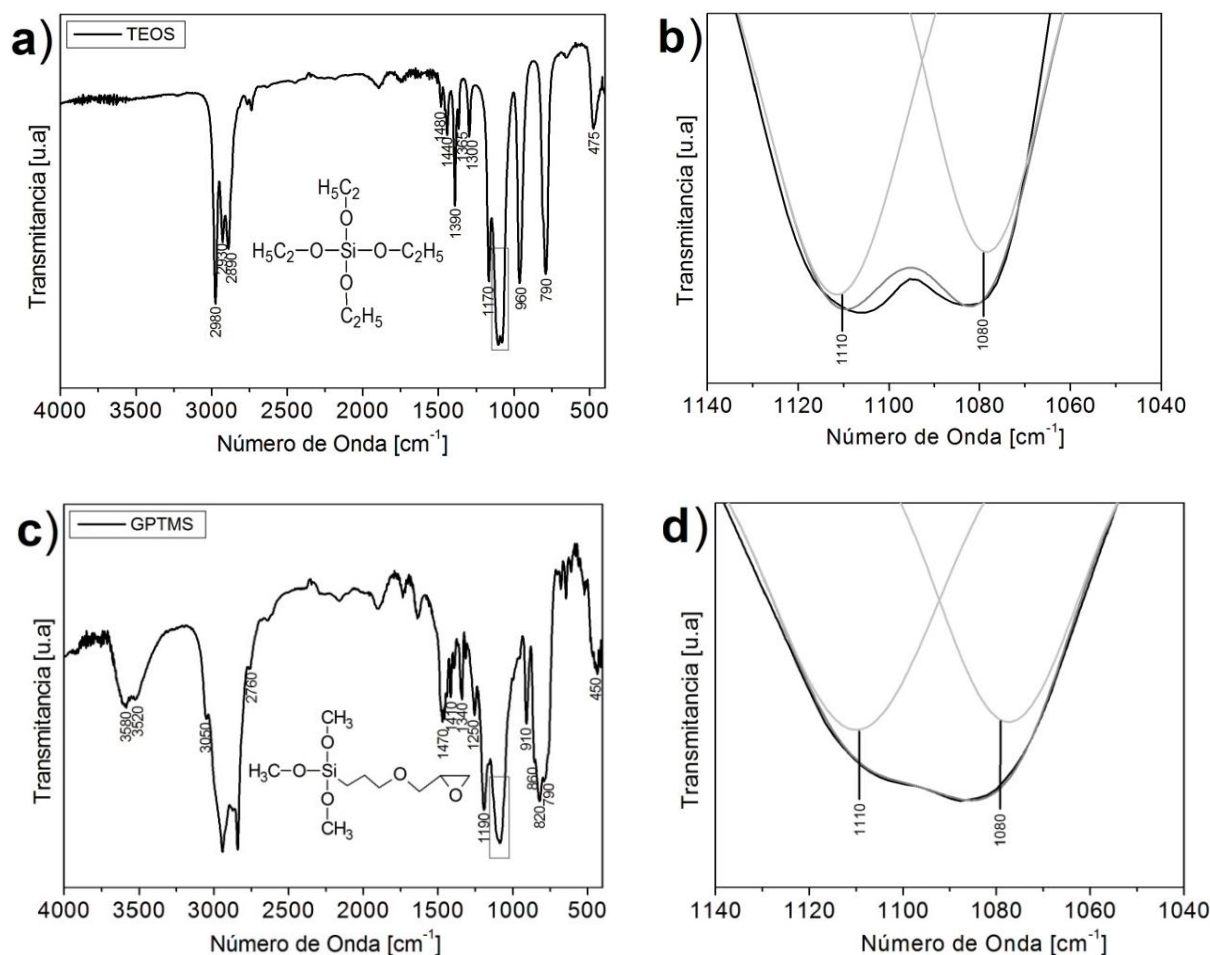 a)
TEOS
Transmitancia [u.a]
2980
2930
2890
1480
1440
1390
1365
1300
1170
960
790
475
H₅C₂
O
H₅C₂—O—Si—O—C₂H₅
O
C₂H₅
4000 3500 3000 2500 2000 1500 1000 500
Número de Onda [cm⁻¹]
b)
Transmitancia [u.a]
1110
1080
1140 1120 1100 1080 1060 1040
Número de Onda [cm⁻¹]
c)
GPTMS
Transmitancia [u.a]
3580
3520
3050
2760
1470
1410
1340
1250
1190
910
860
820
790
450
CH₃
O
H₃C—O—Si
O
O
O
CH₃
4000 3500 3000 2500 2000 1500 1000 500
Número de Onda [cm⁻¹]
d)
Transmitancia [u.a]
1110
1080
1140 1120 1100 1080 1060 1040
Número de Onda [cm⁻¹]